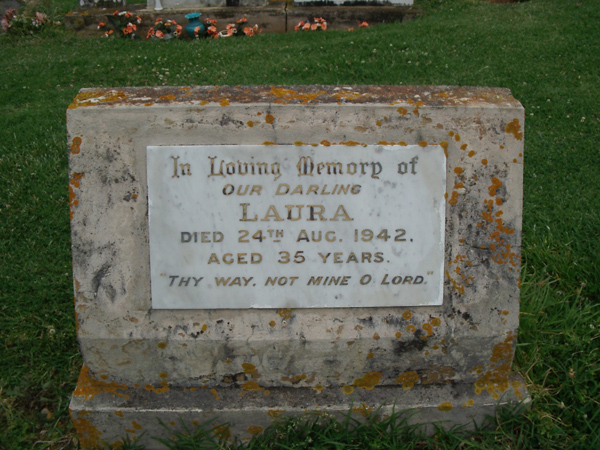 In Loving Memory of
OUR DARLING
LAURA
DIED 24TH AUG. 1942.
AGED 35 YEARS.
"THY WAY, NOT MINE O LORD."